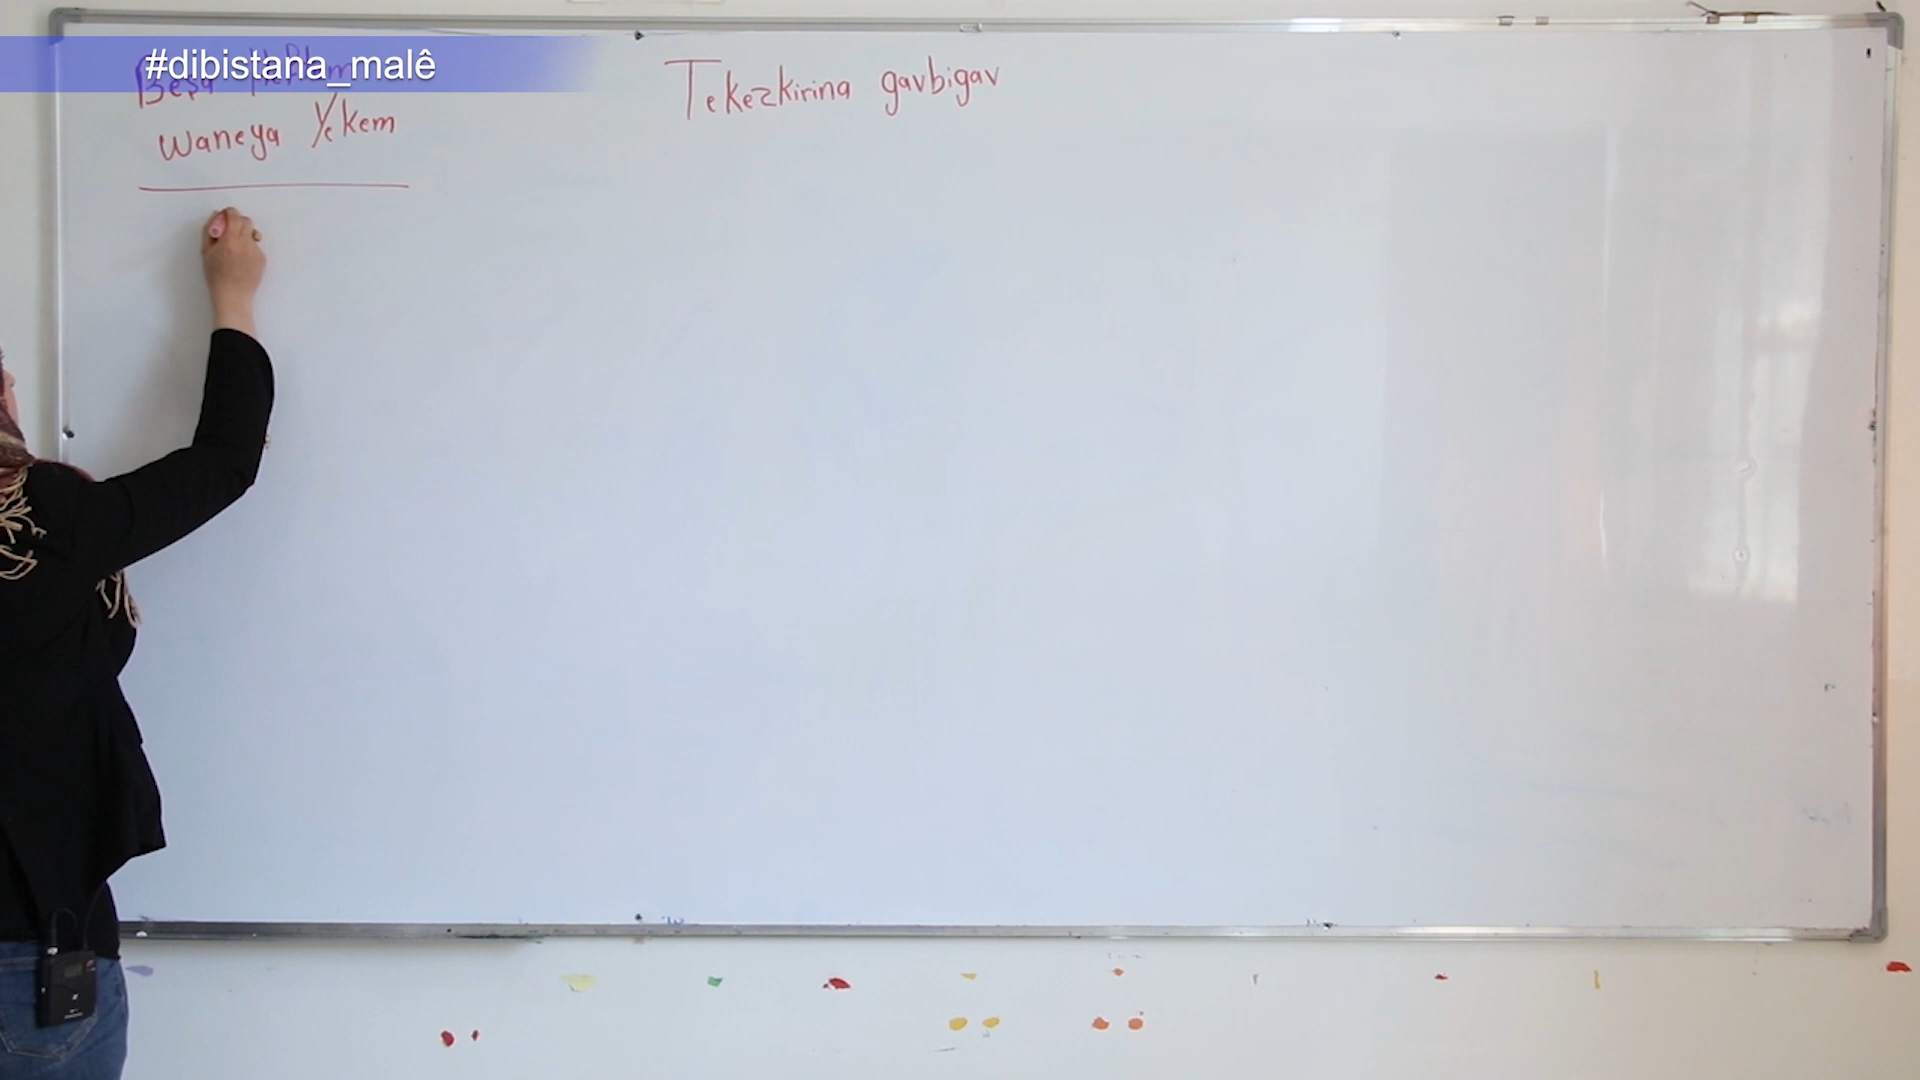 #dibistana_malê
Beşa
waneya Yekem
Tekezkirina gavbigav